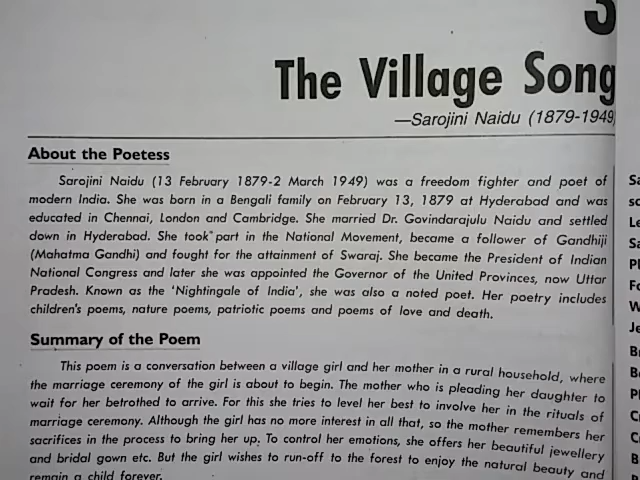 3
The Village Song
—Sarojini Naidu (1879-1949)
About the Poetess
Sarojini Naidu (13 February 1879-2 March 1949) was a freedom fighter and poet of
modern India. She was born in a Bengali family on February 13, 1879 at Hyderabad and was
educated in Chennai, London and Cambridge. She married Dr. Govindarajulu Naidu and settled
down in Hyderabad. She took part in the National Movement, became a follower of Gandhiji
(Mahatma Gandhi) and fought for the attainment of Swaraj. She became the President of Indian
National Congress and later she was appointed the Governor of the United Provinces, now Uttar
Pradesh. Known as the 'Nightingale of India', she was also a noted poet. Her poetry includes
children's poems, nature poems, patriotic poems and poems of love and death.
Summary of the Poem
This poem is a conversation between a village girl and her mother in a rural household, where
the marriage ceremony of the girl is about to begin. The mother who is pleading her daughter to
wait for her betrothed to arrive. For this she tries to level her best to involve her in the rituals of
marriage ceremony. Although the girl has no more interest in all that, so the mother remembers her
sacrifices in the process to bring her up. To control her emotions, she offers her beautiful jewellery
and bridal gown etc. But the girl wishes to run-off to the forest to enjoy the natural beauty and
remain a child forever.